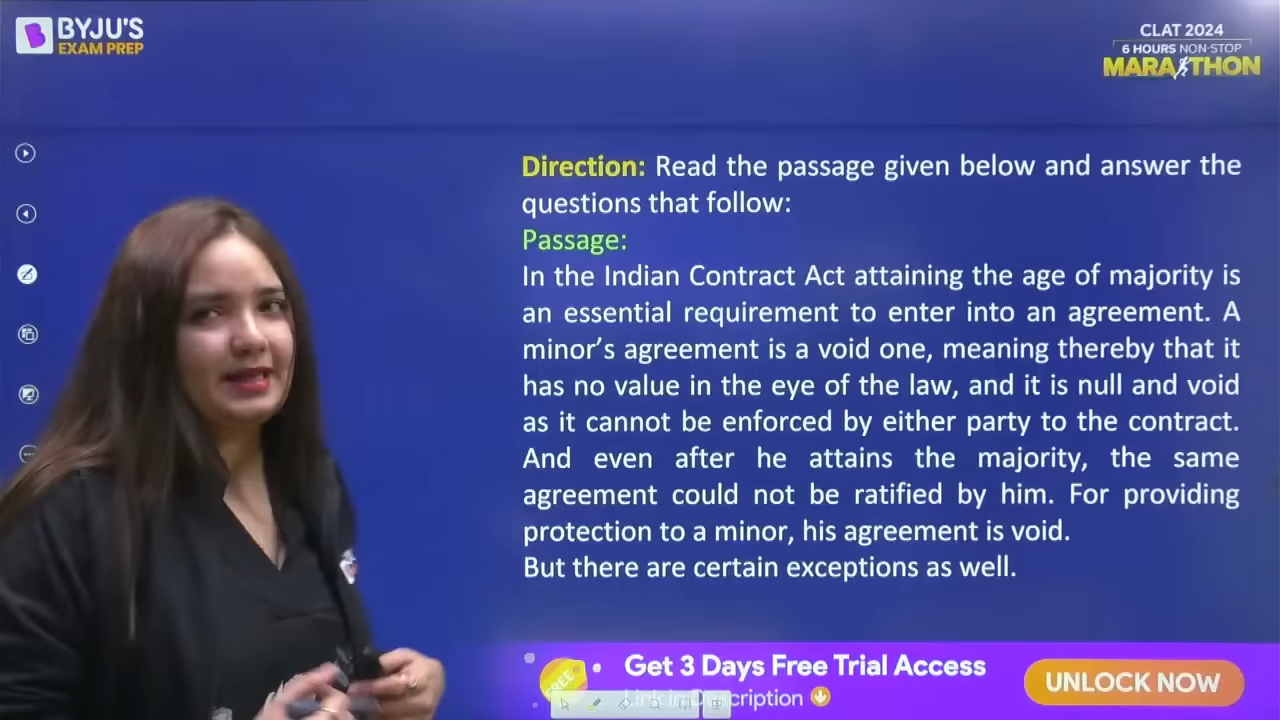 BYJU'S
EXAM PREP
CLAT 2024
6 HOURS NON-STOP
MARATHON
Direction: Read the passage given below and answer the
questions that follow:
Passage:
In the Indian Contract Act attaining the age of majority is
an essential requirement to enter into an agreement. A
minor's agreement is a void one, meaning thereby that it
has no value in the eye of the law, and it is null and void
as it cannot be enforced by either party to the contract.
And even after he attains the majority, the same
agreement could not be ratified by him. For providing
protection to a minor, his agreement is void.
But there are certain exceptions as well.
FREE
Get 3 Days Free Trial Access
UNLOCK NOW